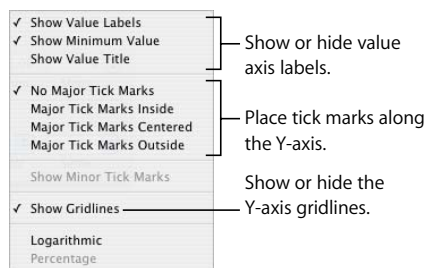 ✓ Show Value Labels
✓ Show Minimum Value
Show Value Title
Show or hide value
axis labels.
✓ No Major Tick Marks
Major Tick Marks Inside
Major Tick Marks Centered
Major Tick Marks Outside
Place tick marks along
the Y-axis.
Show Minor Tick Marks
✓ Show Gridlines
Show or hide the
Y-axis gridlines.
Logarithmic
Percentage